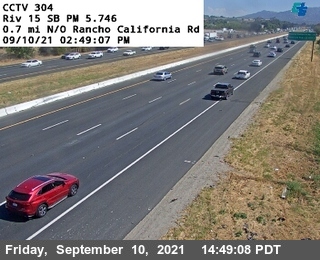 CCTV 304
Riv 15 SB PM 5.746
0.7 mi N/O Rancho California Rd
09/10/21 02:49:07 PM
Friday, September 10, 2021 14:49:08 PDT